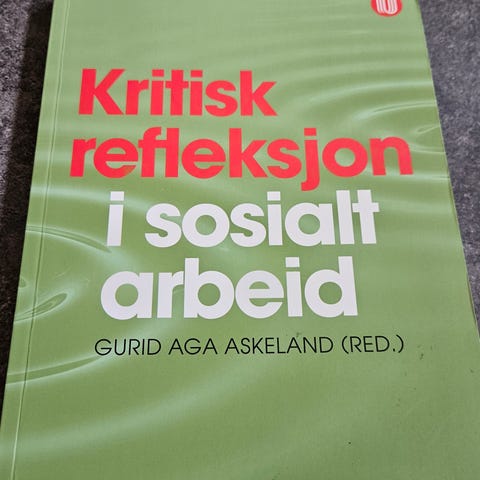 Kritisk
refleksjon
i sosialt
arbeid
GURID AGA ASKELAND (RED.)